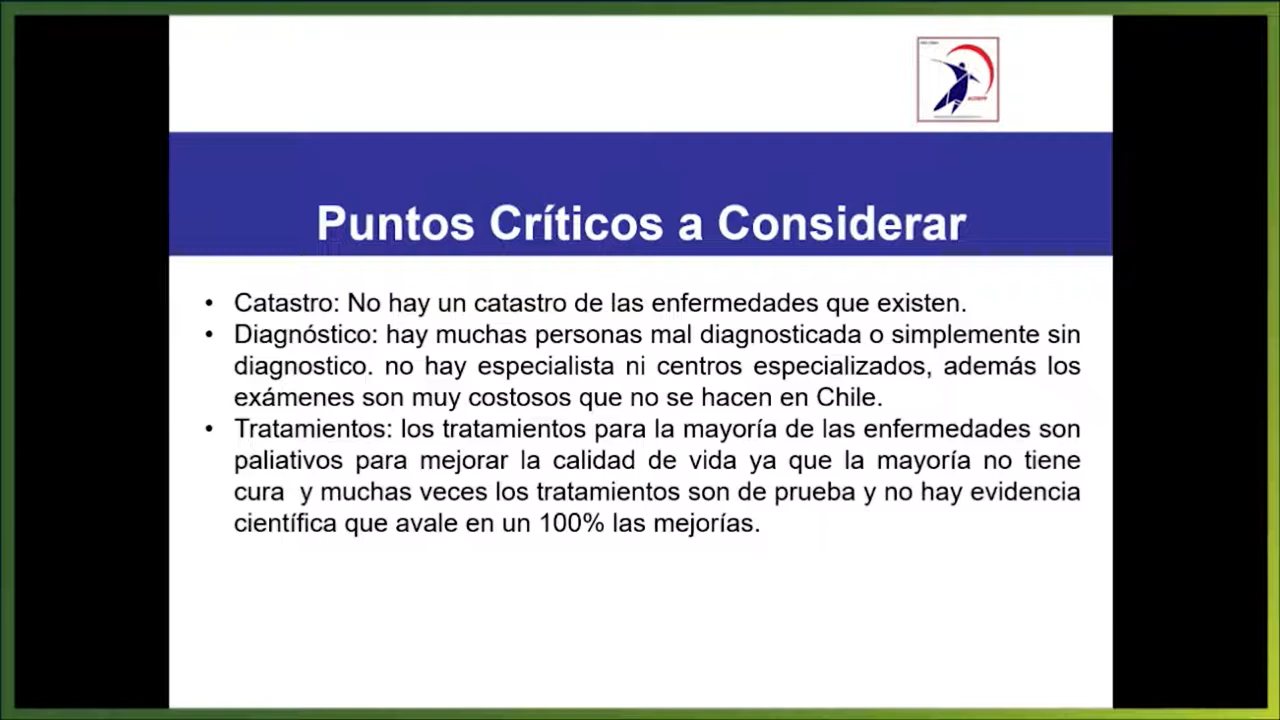 Puntos Críticos a Considerar
• Catastro: No hay un catastro de las enfermedades que existen.
• Diagnóstico: hay muchas personas mal diagnosticada o simplemente sin
diagnostico. no hay especialista ni centros especializados, además los
exámenes son muy costosos que no se hacen en Chile.
• Tratamientos: los tratamientos para la mayoría de las enfermedades son
paliativos para mejorar la calidad de vida ya que la mayoría no tiene
cura  y muchas veces los tratamientos son de prueba y no hay evidencia
científica que avale en un 100% las mejorías.